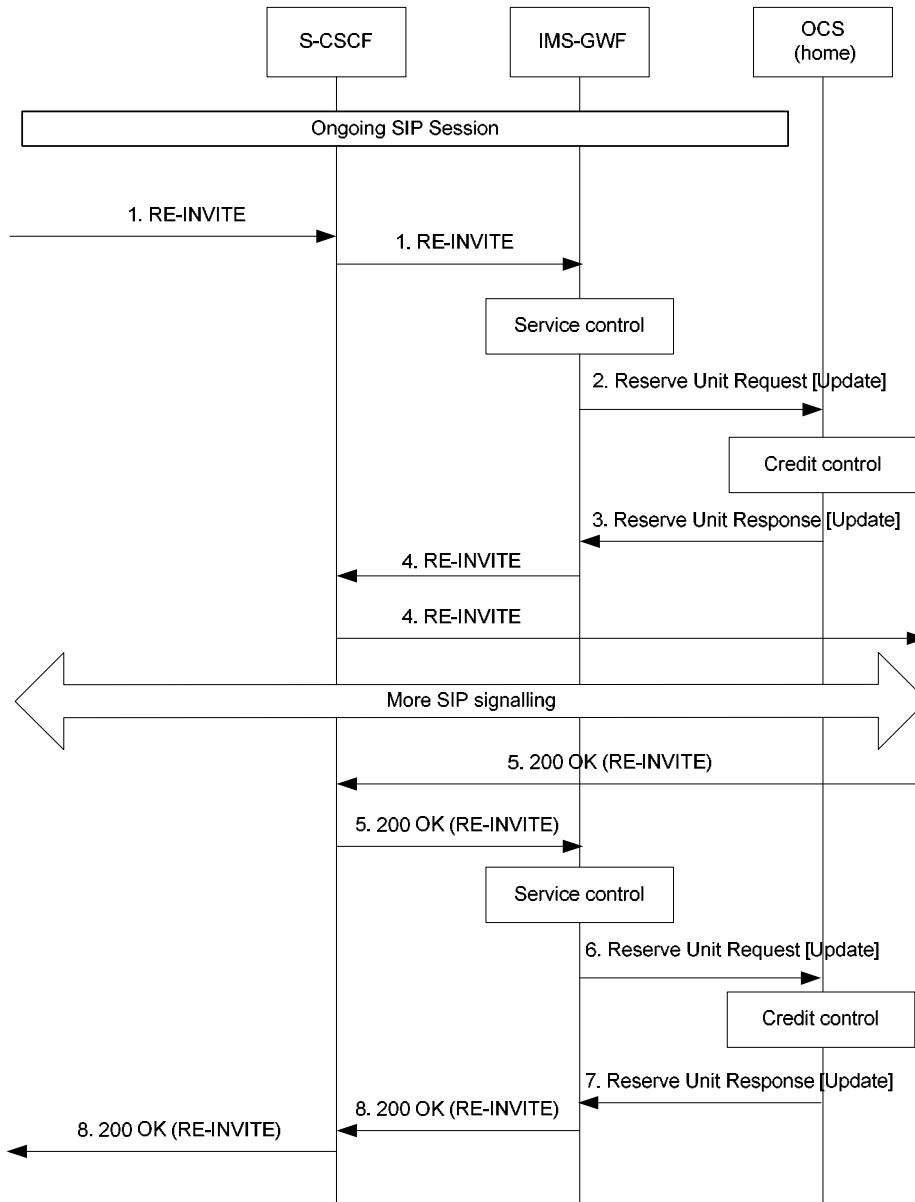 S-CSCF
IMS-GWF
OCS
(home)
Ongoing SIP Session
1. RE-INVITE
1. RE-INVITE
Service control
2. Reserve Unit Request [Update]
Credit control
3. Reserve Unit Response [Update]
4. RE-INVITE
4. RE-INVITE
More SIP signalling
5. 200 OK (RE-INVITE)
5. 200 OK (RE-INVITE)
Service control
6. Reserve Unit Request [Update]
Credit control
7. Reserve Unit Response [Update]
8. 200 OK (RE-INVITE)
8. 200 OK (RE-INVITE)